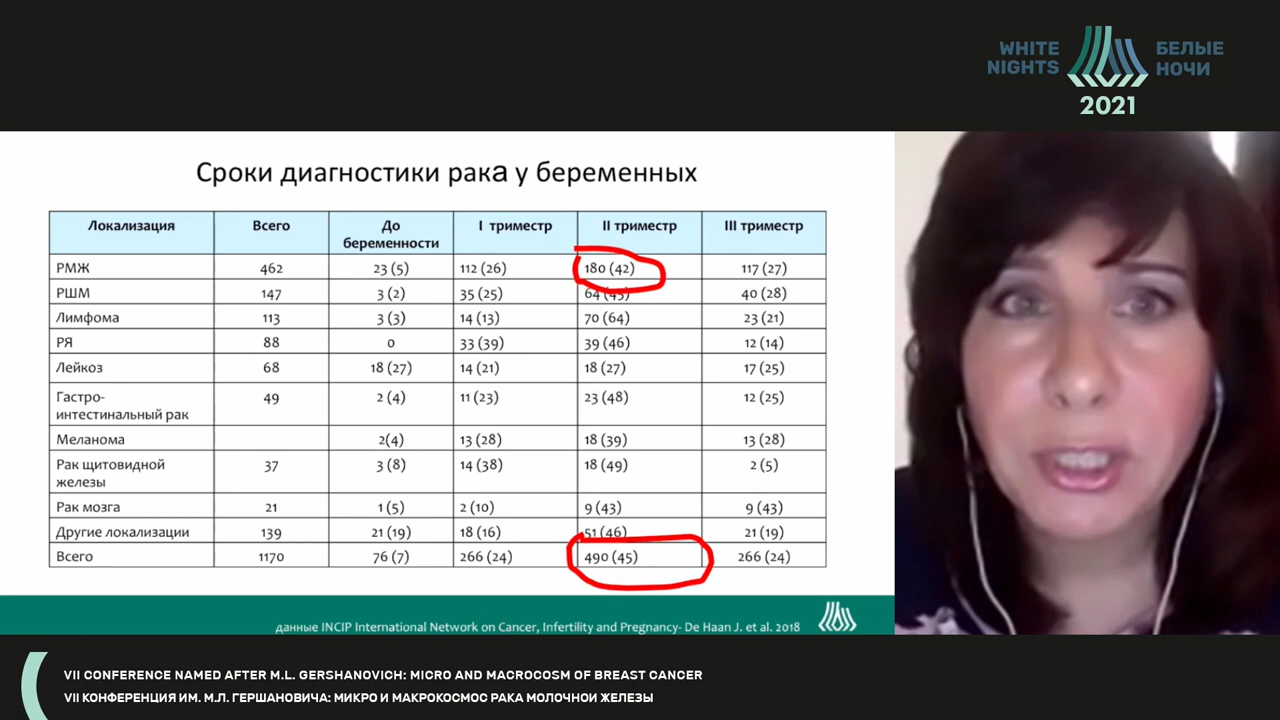 WHITE NIGHTS
БЕЛЫЕ НОЧИ
2021
Сроки диагностики рака у беременных
Локализация Всего До беременности I триместр II триместр III триместр
РМЖ 462 23 (5) 112 (26) 180 (42) 117 (27)
РШМ 147 3 (2) 35 (25) 64 (45) 40 (28)
Лимфома 113 3 (3) 14 (13) 70 (64) 23 (21)
РЯ 88 0 33 (39) 39 (46) 12 (14)
Лейкоз 68 18 (27) 14 (21) 18 (27) 17 (25)
Гастро-интестинальный рак 49 2 (4) 11 (23) 23 (48) 12 (25)
Меланома 2(4) 13 (28) 18 (39) 13 (28)
Рак щитовидной железы 37 3 (8) 14 (38) 18 (49) 2 (5)
Рак мозга 21 1 (5) 2 (10) 9 (43) 9 (43)
Другие локализации 139 21 (19) 18 (16) 51 (46) 21 (19)
Всего 1170 76 (7) 266 (24) 490 (45) 266 (24)
данные INCIP International Network on Cancer, Infertility and Pregnancy- De Haan J. et al. 2018
VII CONFERENCE NAMED AFTER M.L. GERSHANOVICH: MICRO AND MACROCOSM OF BREAST CANCER
VII КОНФЕРЕНЦИЯ ИМ. М.Л. ГЕРШАНОВИЧА: МИКРО И МАКРОКОСМОС РАКА МОЛОЧНОЙ ЖЕЛЕЗЫ